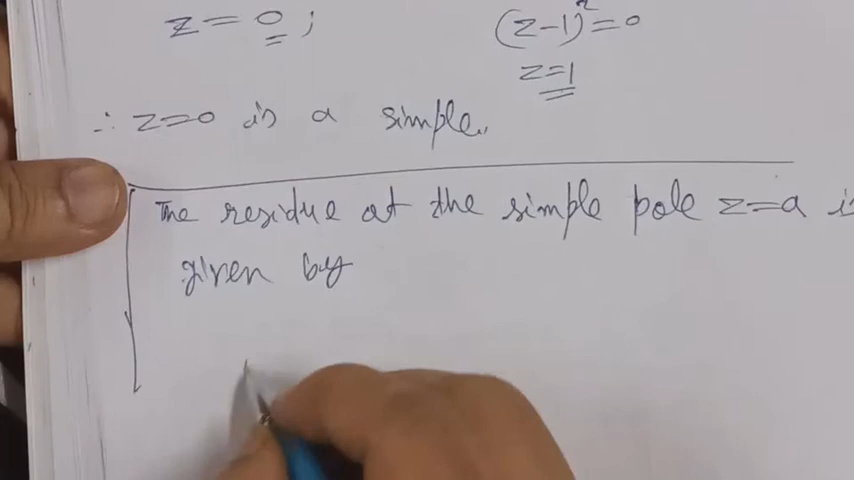 z = 0 ; (z-1)² = 0
z=1
∴ z=0 is a simple.
The residue at the simple pole z=a is
given by